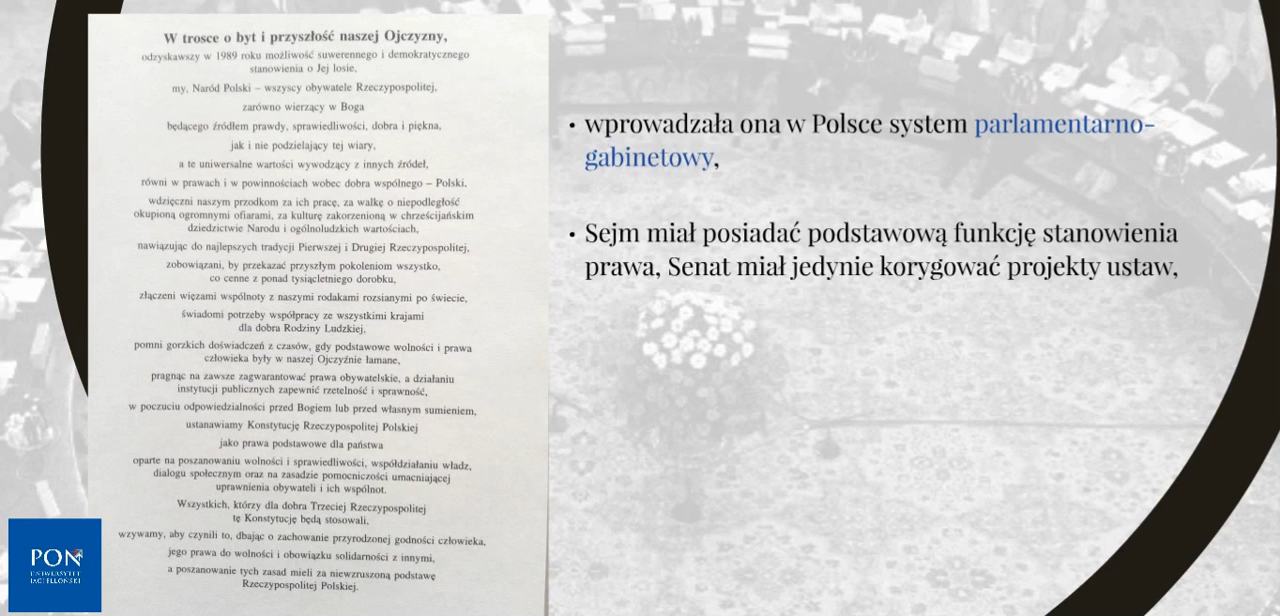 W trosce o byt i przyszłość naszej Ojczyzny,
odzyskawszy w 1989 roku możliwość suwerennego i demokratycznego
stanowienia o Jej losie,
my, Naród Polski – wszyscy obywatele Rzeczypospolitej,
zarówno wierzący w Boga
będącego źródłem prawdy, sprawiedliwości, dobra i piękna,
jak i nie podzielający tej wiary,
a te uniwersalne wartości wywodzący z innych źródeł,
równi w prawach i w powinnościach wobec dobra wspólnego – Polski,
wdzięczni naszym przodkom za ich pracę, za walkę o niepodległość
okupioną ogromnymi ofiarami, za kulturę zakorzenioną w chrześcijańskim
dziedzictwie Narodu i ogólnoludzkich wartościach,
nawiązując do najlepszych tradycji Pierwszej i Drugiej Rzeczypospolitej,
zobowiązani, by przekazać przyszłym pokoleniom wszystko,
co cenne z ponad tysiącletniego dorobku,
złączeni więzami wspólnoty z naszymi rodakami rozsianymi po świecie,
świadomi potrzeby współpracy ze wszystkimi krajami
dla dobra Rodziny Ludzkiej,
pomni gorzkich doświadczeń z czasów, gdy podstawowe wolności i prawa
człowieka były w naszej Ojczyźnie łamane,
pragnąc na zawsze zagwarantować prawa obywatelskie, a działaniu
instytucji publicznych zapewnić rzetelność i sprawność,
w poczuciu odpowiedzialności przed Bogiem lub przed własnym sumieniem,
ustanawiamy Konstytucję Rzeczypospolitej Polskiej
jako prawa podstawowe dla państwa
oparte na poszanowaniu wolności i sprawiedliwości, współdziałaniu władz,
dialogu społecznym oraz na zasadzie pomocniczości umacniającej
uprawnienia obywateli i ich wspólnot.
Wszystkich, którzy dla dobra Trzeciej Rzeczypospolitej
tę Konstytucję będą stosowali,
wzywamy, aby czynili to, dbając o zachowanie przyrodzonej godności człowieka,
jego prawa do wolności i obowiązku solidarności z innymi,
a poszanowanie tych zasad mieli za niewzruszoną podstawę
Rzeczypospolitej Polskiej.
• wprowadzała ona w Polsce system parlamentarno-
gabinetowy,
• Sejm miał posiadać podstawową funkcję stanowienia
prawa, Senat miał jedynie korygować projekty ustaw,
PON
UNIWERSYTET
JAGIELLOŃSKI